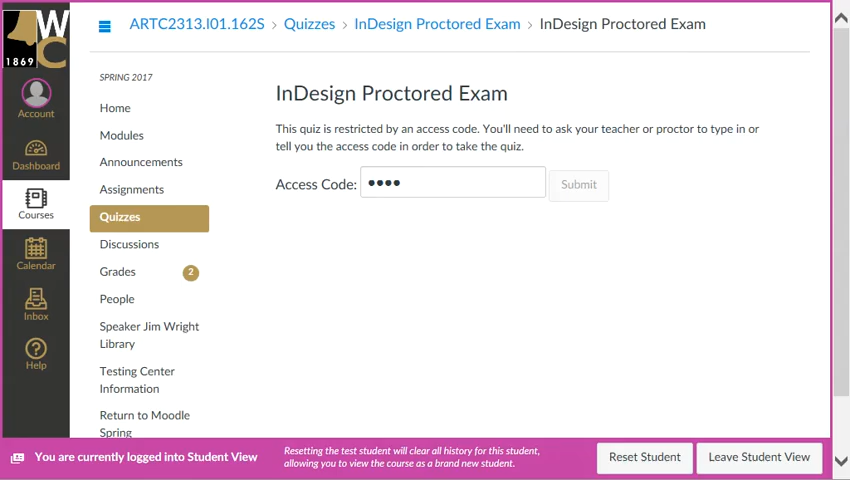 WC
1869
Account
Dashboard
Courses
Calendar
Inbox
Help
ARTC2313.I01.162S > Quizzes > InDesign Proctored Exam > InDesign Proctored Exam
SPRING 2017
Home
Modules
Announcements
Assignments
Quizzes
Discussions
Grades 2
People
Speaker Jim Wright
Library
Testing Center
Information
Return to Moodle
Spring
InDesign Proctored Exam
This quiz is restricted by an access code. You'll need to ask your teacher or proctor to type in or
tell you the access code in order to take the quiz.
Access Code: •••• Submit
You are currently logged into Student View
Resetting the test student will clear all history for this student,
allowing you to view the course as a brand new student.
Reset Student
Leave Student View